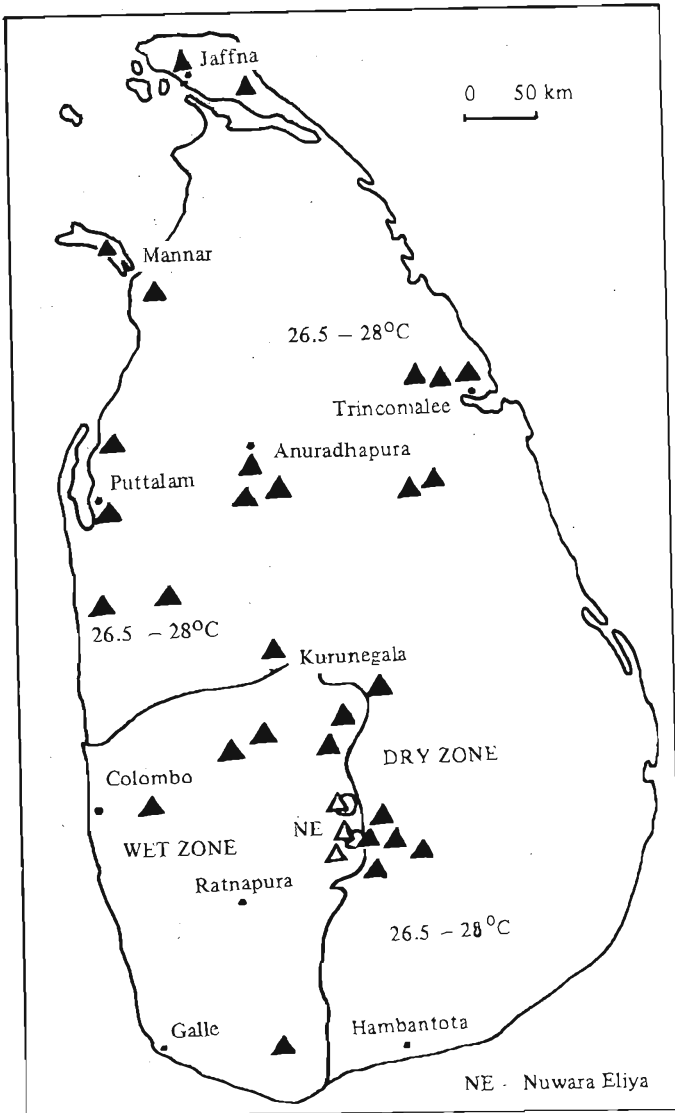 Jaffna
0 50 km
Mannar
26.5 – 28°C
Trincomalee
Anuradhapura
Puttalam
26.5 – 28°C
Kurunegala
DRY ZONE
Colombo
NE
WET ZONE
Ratnapura
26.5 – 28°C
Galle
Hambantota
NE - Nuwara Eliya